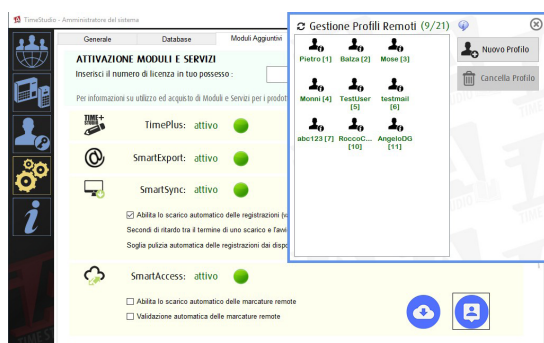 TimeStudio - Amministratore del sistema
Generale
Database
Moduli Aggiuntivi
ATTIVAZIONE MODULI E SERVIZI
Inserisci il numero di licenza in tuo possesso :
Per informazioni su utilizzo ed acquisto di Moduli e Servizi per i prodot
TIME+
STUDIO
TimePlus: attivo
SmartExport: attivo
SmartSync: attivo
Abilita lo scarico automatico delle registrazioni (v
Secondi di ritardo tra il termine di uno scarico e l'avvi
Soglia pulizia automatica delle registrazioni dai dispo
SmartAccess: attivo
Abilita lo scarico automatico delle marcature remote
Validazione automatica delle marcature remote
Gestione Profili Remoti (9/21)
Pietro [1] Balza [2] Mose [3]
Monni [4] TestUser [5] testmail [6]
abc123 [7] RoccoC... [10] AngeloDG [11]
Nuovo Profilo
Cancella Profilo